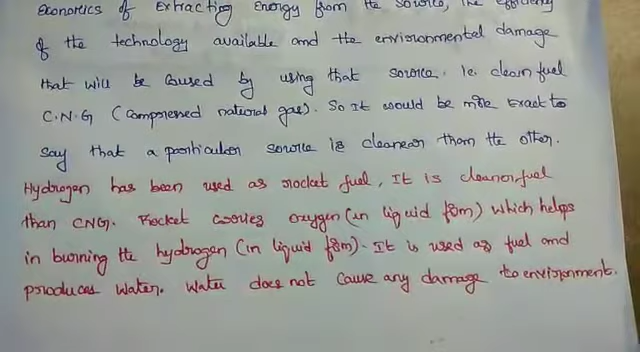 economics of extracting energy from the source, the efficiency
of the technology available and the environmental damage
that will be caused by using that source. Ie. clean fuel
C.N.G (compressed natural gas). So It would be more Exact to
say that a particular source is cleaner than the other.
Hydrogen has been used as rocket fuel, It is cleaner fuel
than CNG. Rocket carries oxygen (in liquid form) which helps
in burning the hydrogen (in liquid form). It is used as fuel and
produces water. Water does not cause any damage to environment.